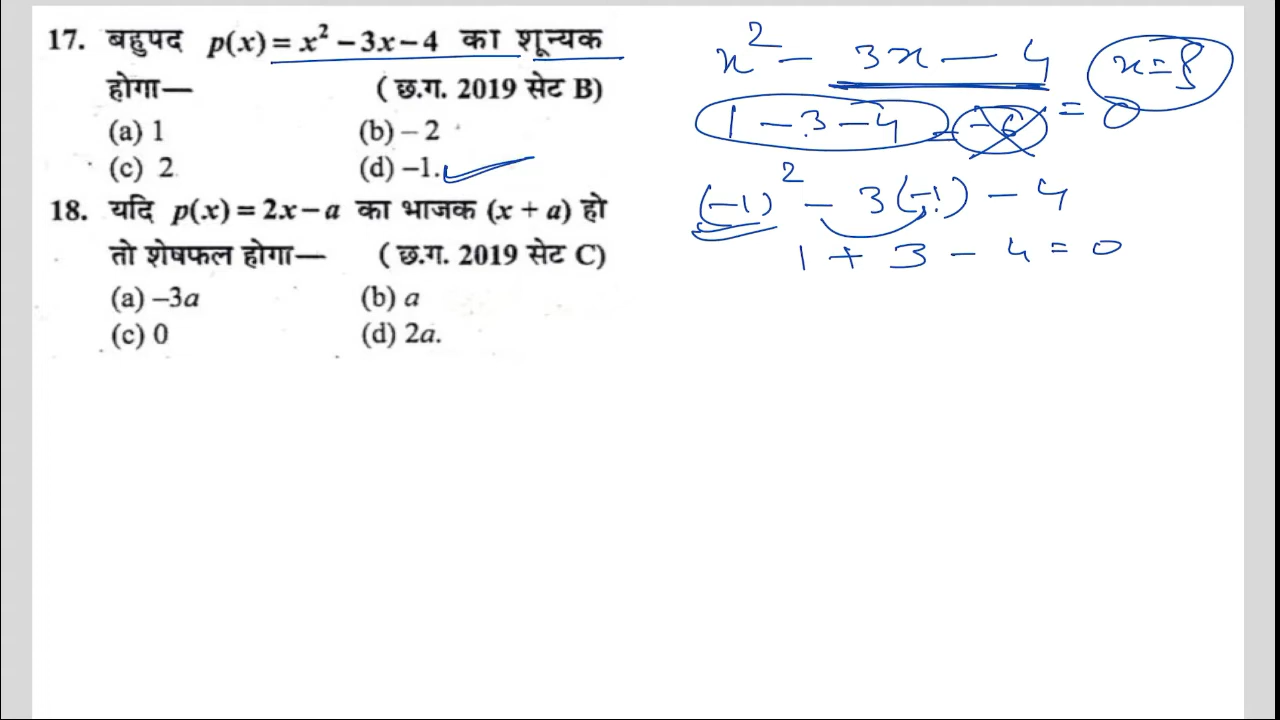 17. बहुपद p(x) = x² − 3x − 4 का शून्यक
होगा— ( छ.ग. 2019 सेट B)
(a) 1 (b) – 2
(c) 2 (d) –1.
18. यदि p(x) = 2x – a का भाजक (x + a) हो
तो शेषफल होगा— ( छ.ग. 2019 सेट C)
(a) –3a (b) a
(c) 0 (d) 2a.
x² − 3x − 4
1 − 3 − 4 = -6 = 0
(−1)² − 3(−1) − 4
1 + 3 − 4 = 0